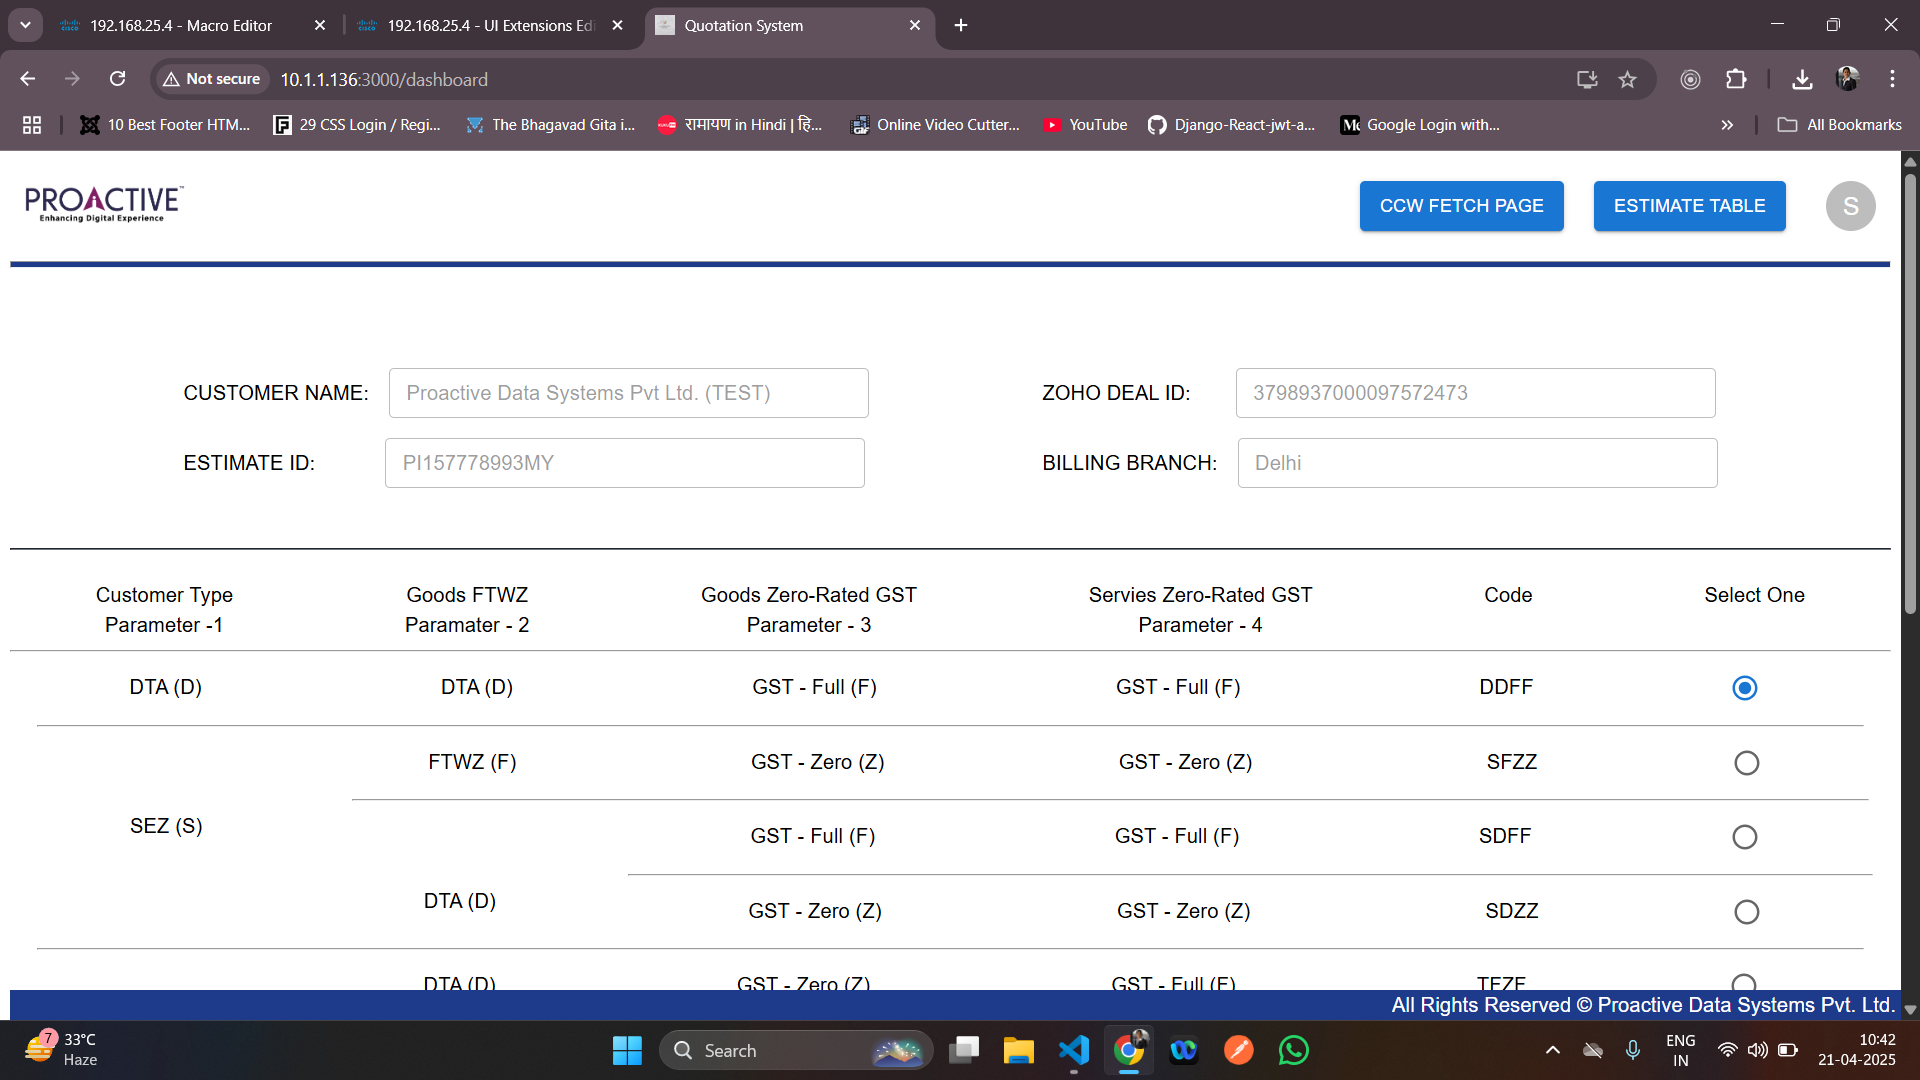 192.168.25.4 - Macro Editor
192.168.25.4 - UI Extensions Edi
Quotation System
Not secure
10.1.1.136:3000/dashboard
10 Best Footer HTM...
29 CSS Login / Regi...
The Bhagavad Gita i...
रामायण in Hindi | हि...
Online Video Cutter...
YouTube
Django-React-jwt-a...
Google Login with...
All Bookmarks
PROACTIVE
Enhancing Digital Experience
CCW FETCH PAGE
ESTIMATE TABLE
S
CUSTOMER NAME: Proactive Data Systems Pvt Ltd. (TEST)
ZOHO DEAL ID: 3798937000097572473
ESTIMATE ID: PI157778993MY
BILLING BRANCH: Delhi
Customer Type Goods FTWZ Goods Zero-Rated GST Servies Zero-Rated GST Code Select One
Parameter -1 Paramater - 2 Parameter - 3 Parameter - 4
DTA (D) DTA (D) GST - Full (F) GST - Full (F) DDFF
FTWZ (F) GST - Zero (Z) GST - Zero (Z) SFZZ
SEZ (S) GST - Full (F) GST - Full (F) SDFF
DTA (D) GST - Zero (Z) GST - Zero (Z) SDZZ
DTA (D) GST - Zero (Z) GST - Full (F)
All Rights Reserved © Proactive Data Systems Pvt. Ltd.
7
33°C
Haze
Search
ENG
IN
10:42
21-04-2025